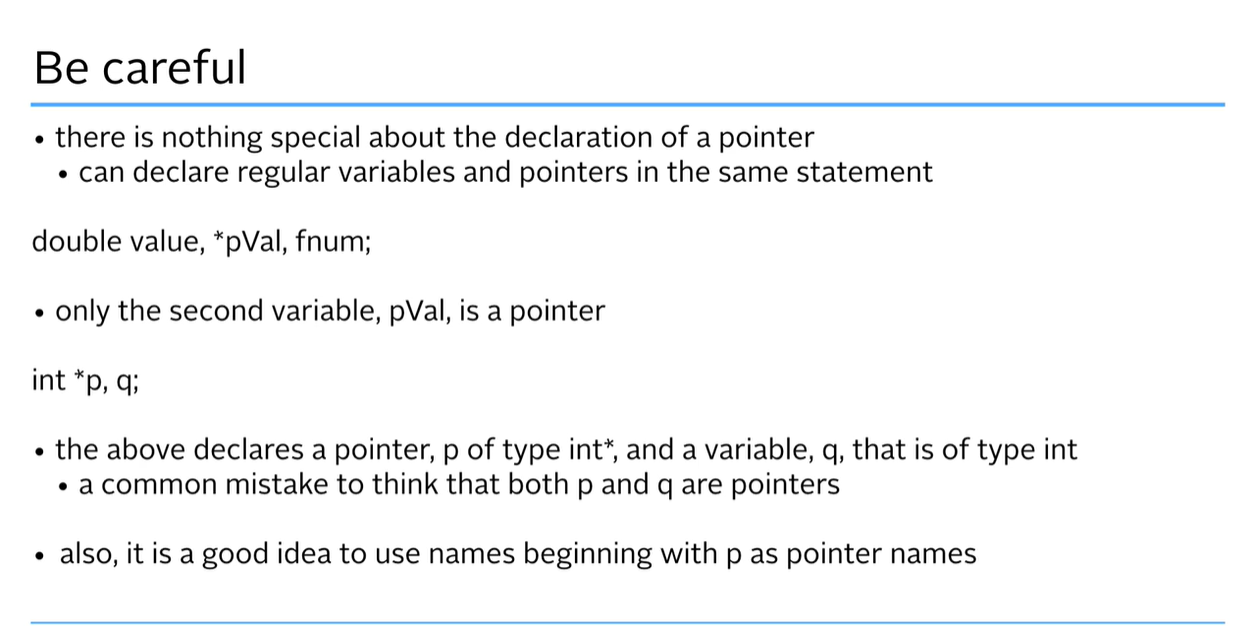 Be careful
• there is nothing special about the declaration of a pointer
• can declare regular variables and pointers in the same statement
double value, *pVal, fnum;
• only the second variable, pVal, is a pointer
int *p, q;
• the above declares a pointer, p of type int*, and a variable, q, that is of type int
• a common mistake to think that both p and q are pointers
• also, it is a good idea to use names beginning with p as pointer names